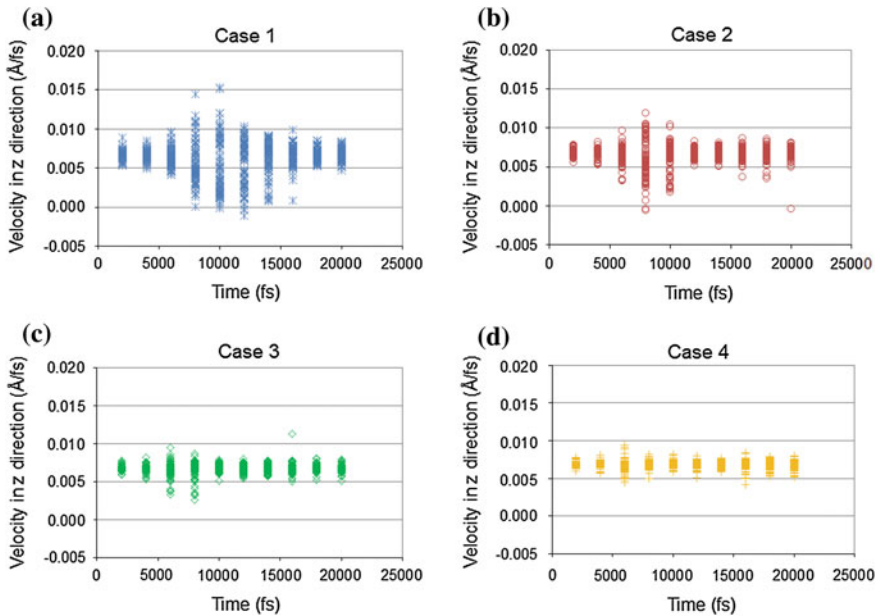 (a)
Case 1
Velocity in z direction (Å/fs)
0.020
0.015
0.010
0.005
0.000
-0.005
0 5000 10000 15000 20000 25000
Time (fs)
(b)
Case 2
Velocity in z direction (Å/fs)
0.020
0.015
0.010
0.005
0.000
-0.005
0 5000 10000 15000 20000 25000
Time (fs)
(c)
Case 3
Velocity in z direction (Å/fs)
0.020
0.015
0.010
0.005
0.000
-0.005
0 5000 10000 15000 20000 25000
Time (fs)
(d)
Case 4
Velocity in z direction (Å/fs)
0.020
0.015
0.010
0.005
0.000
-0.005
0 5000 10000 15000 20000 25000
Time (fs)